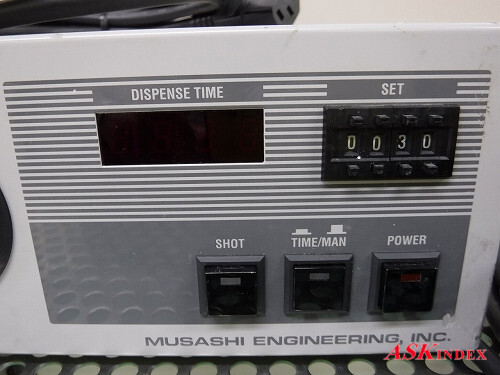 DISPENSE TIME
SET
0030
SHOT
TIME/MAN
POWER
MUSASHI ENGINEERING, INC.
ASKINDEX